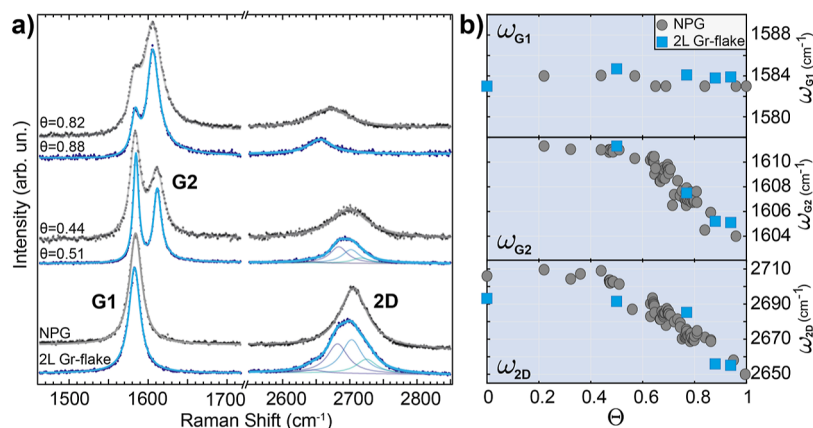 a)
Intensity (arb. un.)
θ=0.82
θ=0.88
G2
θ=0.44
θ=0.51
G1
2D
NPG
2L Gr-flake
1500 1600 1700 2600 2700 2800
Raman Shift (cm⁻¹)
b)
ωG1
NPG
2L Gr-flake
1588
1584
1580
ωG1 (cm⁻¹)
ωG2
1610
1608
1606
1604
ωG2 (cm⁻¹)
ω2D
2710
2690
2670
2650
ω2D (cm⁻¹)
0 0.2 0.4 0.6 0.8 1
Θ